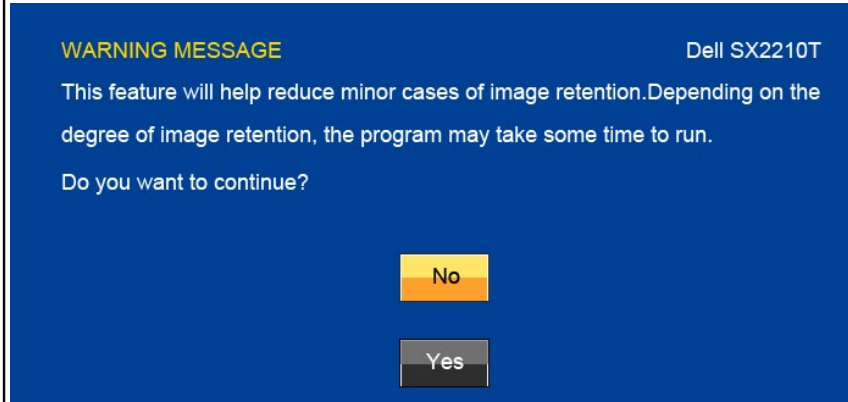 WARNING MESSAGE Dell SX2210T
This feature will help reduce minor cases of image retention.Depending on the
degree of image retention, the program may take some time to run.
Do you want to continue?
No
Yes